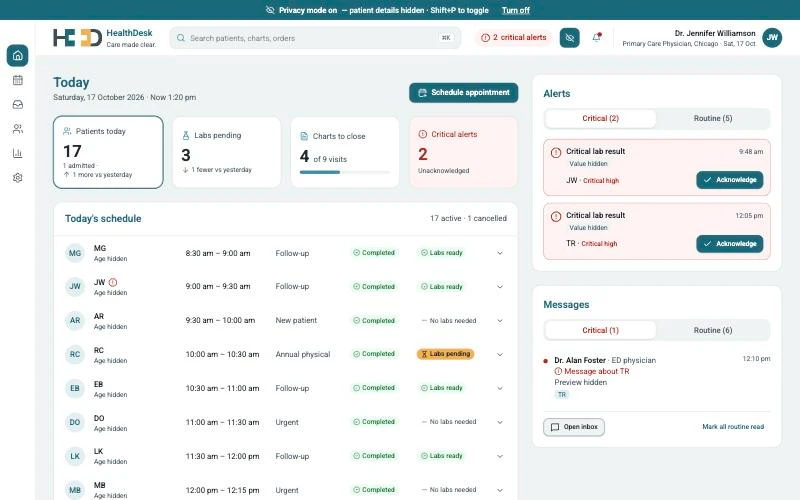 Privacy mode on — patient details hidden · Shift+P to toggle Turn off
HEED HealthDesk
Care made clear.
Search patients, charts, orders ⌘K
2 critical alerts
Dr. Jennifer Williamson
Primary Care Physician, Chicago · Sat, 17 Oct
JW
Today
Saturday, 17 October 2026 · Now 1:20 pm
Schedule appointment
Patients today
17
1 admitted ·
↑ 1 more vs yesterday
Labs pending
3
↓ 1 fewer vs yesterday
Charts to close
4 of 9 visits
Critical alerts
2
Unacknowledged
Today's schedule 17 active · 1 cancelled
MG MG 8:30 am – 9:00 am Follow-up Completed Labs ready
Age hidden
JW JW 9:00 am – 9:30 am Follow-up Completed Labs ready
Age hidden
AR AR 9:30 am – 10:00 am New patient Completed — No labs needed
Age hidden
RC RC 10:00 am – 10:30 am Annual physical Completed Labs pending
Age hidden
EB EB 10:30 am – 11:00 am Follow-up Completed Labs ready
Age hidden
DO DO 11:00 am – 11:30 am Urgent Completed — No labs needed
Age hidden
LK LK 11:30 am – 12:00 pm Follow-up Completed Labs ready
Age hidden
MB MB 12:00 pm – 12:15 pm Urgent Completed — No labs needed
Age hidden
Alerts
Critical (2) Routine (5)
Critical lab result 9:48 am
Value hidden
JW · Critical high Acknowledge
Critical lab result 12:05 pm
Value hidden
TR · Critical high Acknowledge
Messages
Critical (1) Routine (6)
Dr. Alan Foster · ED physician 12:10 pm
Message about TR
Preview hidden
TR
Open inbox Mark all routine read